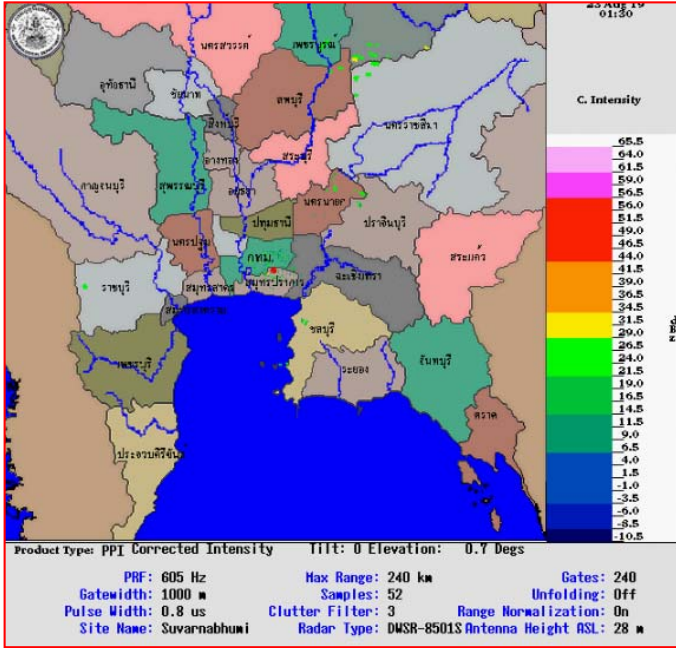 23 Aug 19
01:30
C. Intensity
นครสวรรค์
เพชรบูรณ์
อุทัยธานี
ชัยนาท
ลพบุรี
สิงห์บุรี
นครราชสีมา
อ่างทอง
สระบุรี
กาญจนบุรี
สุพรรณบุรี
อยุธยา
นครนายก
ปราจีนบุรี
ปทุมธานี
นครปฐม
กทม.
สระแก้ว
ฉะเชิงเทรา
ราชบุรี
สมุทรสาคร
สมุทรปราการ
สมุทรสงคราม
ชลบุรี
เพชรบุรี
ระยอง
จันทบุรี
ตราด
ประจวบคีรีขันธ์
65.5
64.0
61.5
59.0
56.5
56.0
51.5
49.0
46.5
44.0
41.5
39.0
36.5
34.5
31.5
29.0
26.5
24.0
21.5
19.0
16.5
14.5
11.5
9.0
6.5
4.0
1.5
-1.0
-3.5
-6.0
-8.5
-10.5
Product Type: PPI Corrected Intensity Tilt: 0 Elevation: 0.7 Degs
PRF: 605 Hz Max Range: 240 km Gates: 240
Gatewidth: 1000 m Samples: 52 Unfolding: Off
Pulse Width: 0.8 us Clutter Filter: 3 Range Normalization: On
Site Name: Suvarnabhumi Radar Type: DWSR-8501S Antenna Height ASL: 28 m